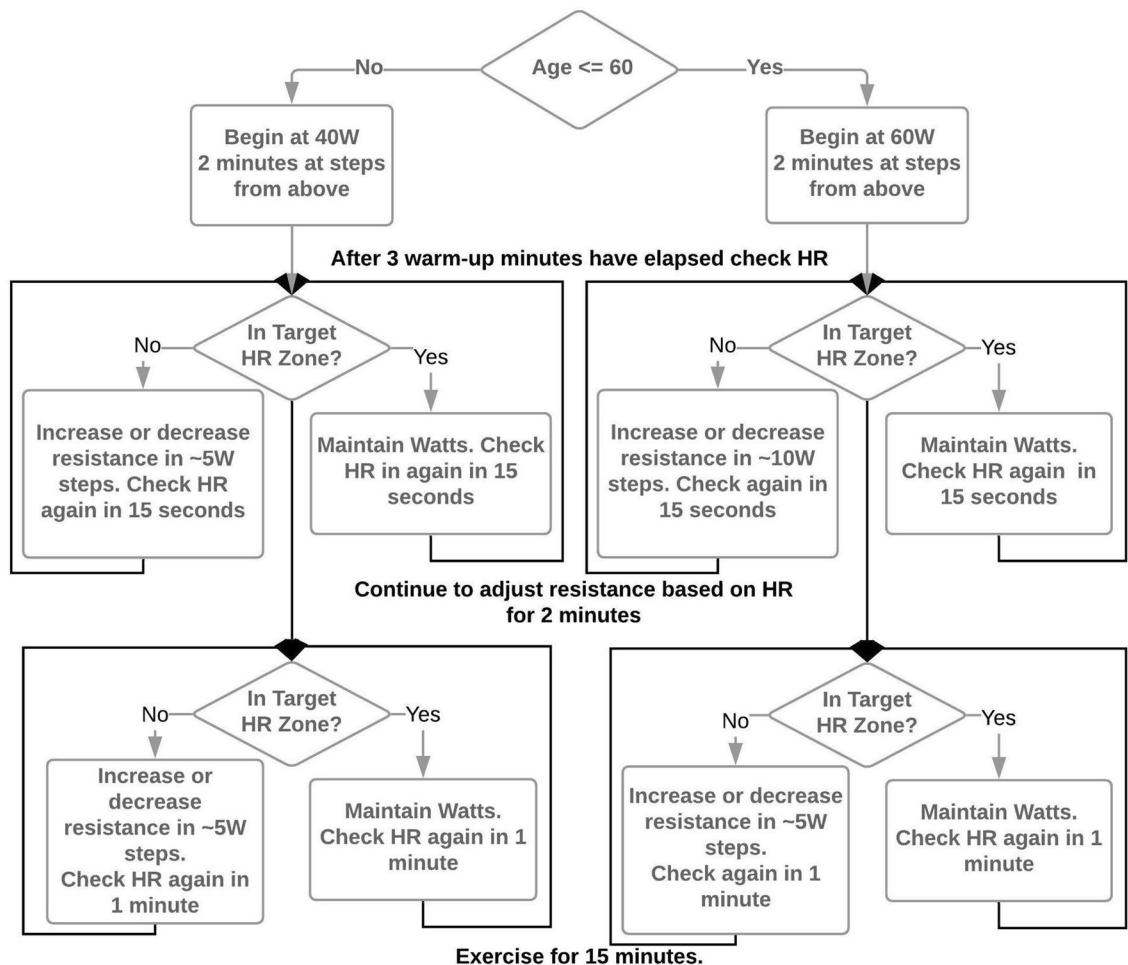 Age <= 60
No
Yes
Begin at 40W
2 minutes at steps
from above
Begin at 60W
2 minutes at steps
from above
After 3 warm-up minutes have elapsed check HR
In Target
HR Zone?
No
Yes
Increase or decrease
resistance in ~5W
steps. Check HR
again in 15 seconds
Maintain Watts. Check
HR in again in 15
seconds
In Target
HR Zone?
No
Yes
Increase or decrease
resistance in ~10W
steps. Check again in
15 seconds
Maintain Watts.
Check HR again in
15 seconds
Continue to adjust resistance based on HR
for 2 minutes
In Target
HR Zone?
No
Yes
Increase or
decrease
resistance in ~5W
steps.
Check HR again in
1 minute
Maintain Watts.
Check HR again in 1
minute
In Target
HR Zone?
No
Yes
Increase or decrease
resistance in ~5W
steps.
Check again in 1
minute
Maintain Watts.
Check HR again in 1
minute
Exercise for 15 minutes.